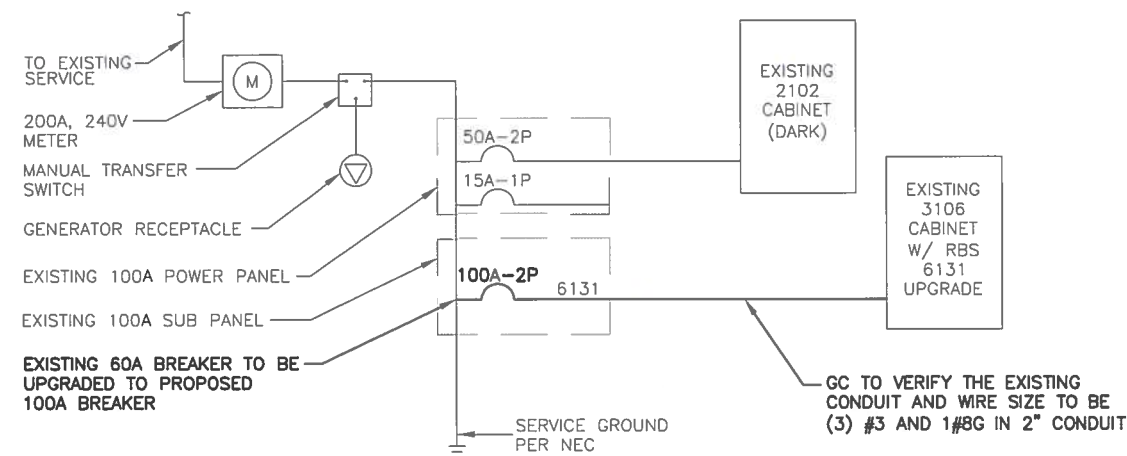 TO EXISTING
SERVICE
M
200A, 240V
METER
MANUAL TRANSFER
SWITCH
GENERATOR RECEPTACLE
EXISTING 100A POWER PANEL
EXISTING 100A SUB PANEL
EXISTING 60A BREAKER TO BE
UPGRADED TO PROPOSED
100A BREAKER
50A-2P
15A-1P
100A-2P
6131
SERVICE GROUND
PER NEC
EXISTING
2102
CABINET
(DARK)
EXISTING
3106
CABINET
W/ RBS
6131
UPGRADE
GC TO VERIFY THE EXISTING
CONDUIT AND WIRE SIZE TO BE
(3) #3 AND 1#8G IN 2" CONDUIT